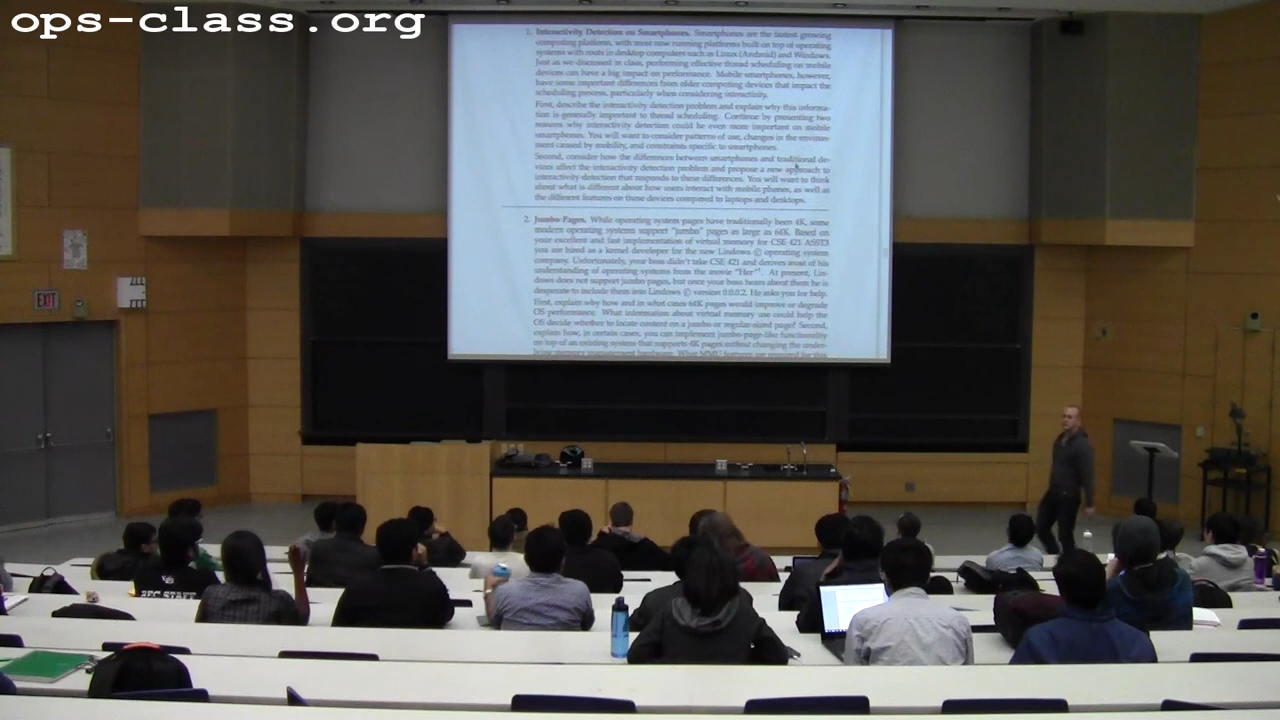 ops-class.org
1. Interactivity Detection on Smartphones. Smartphones are the fastest growing
computing platform, with most now running platforms built on top of operating
systems with roots in desktop computers such as Linux (Android) and Windows.
Just as we discussed in class, performing effective thread scheduling on mobile
devices can have a big impact on performance. Mobile smartphones, however,
have some important differences from older computing devices that impact the
scheduling process, particularly when considering interactivity.
First, describe the interactivity detection problem and explain why this informa-
tion is generally important to thread scheduling. Continue by presenting two
reasons why interactivity detection could be even more important on mobile
smartphones. You will want to consider patterns of use, changes in the environ-
ment caused by mobility, and constraints specific to smartphones.
Second, consider how the differences between smartphones and traditional de-
vices affect the interactivity detection problem and propose a new approach to
interactivity detection that responds to these differences. You will want to think
about what is different about how users interact with mobile phones, as well as
the different features on these devices compared to laptops and desktops.
2. Jumbo Pages. While operating system pages have traditionally been 4K, some
modern operating systems support "jumbo" pages as large as 64K. Based on
your excellent and fast implementation of virtual memory for CSE 421 ASST3
you are hired as a kernel developer for the new Lindows © operating system
company. Unfortunately, your boss didn't take CSE 421 and derives most of his
understanding of operating systems from the movie "Her"¹. At present, Lin-
dows does not support jumbo pages, but once your boss hears about them he is
desperate to include them into Lindows © version 0.0.0.2. He asks you for help.
First, explain why how and in what cases 64K pages would improve or degrade
OS performance. What information about virtual memory use could help the
OS decide whether to locate content on a jumbo or regular-sized page? Second,
explain how, in certain cases, you can implement jumbo-page-like functionality
on top of an existing system that supports 4K pages without changing the under-
lying memory management hardware. What MMU features are required for this
EXIT